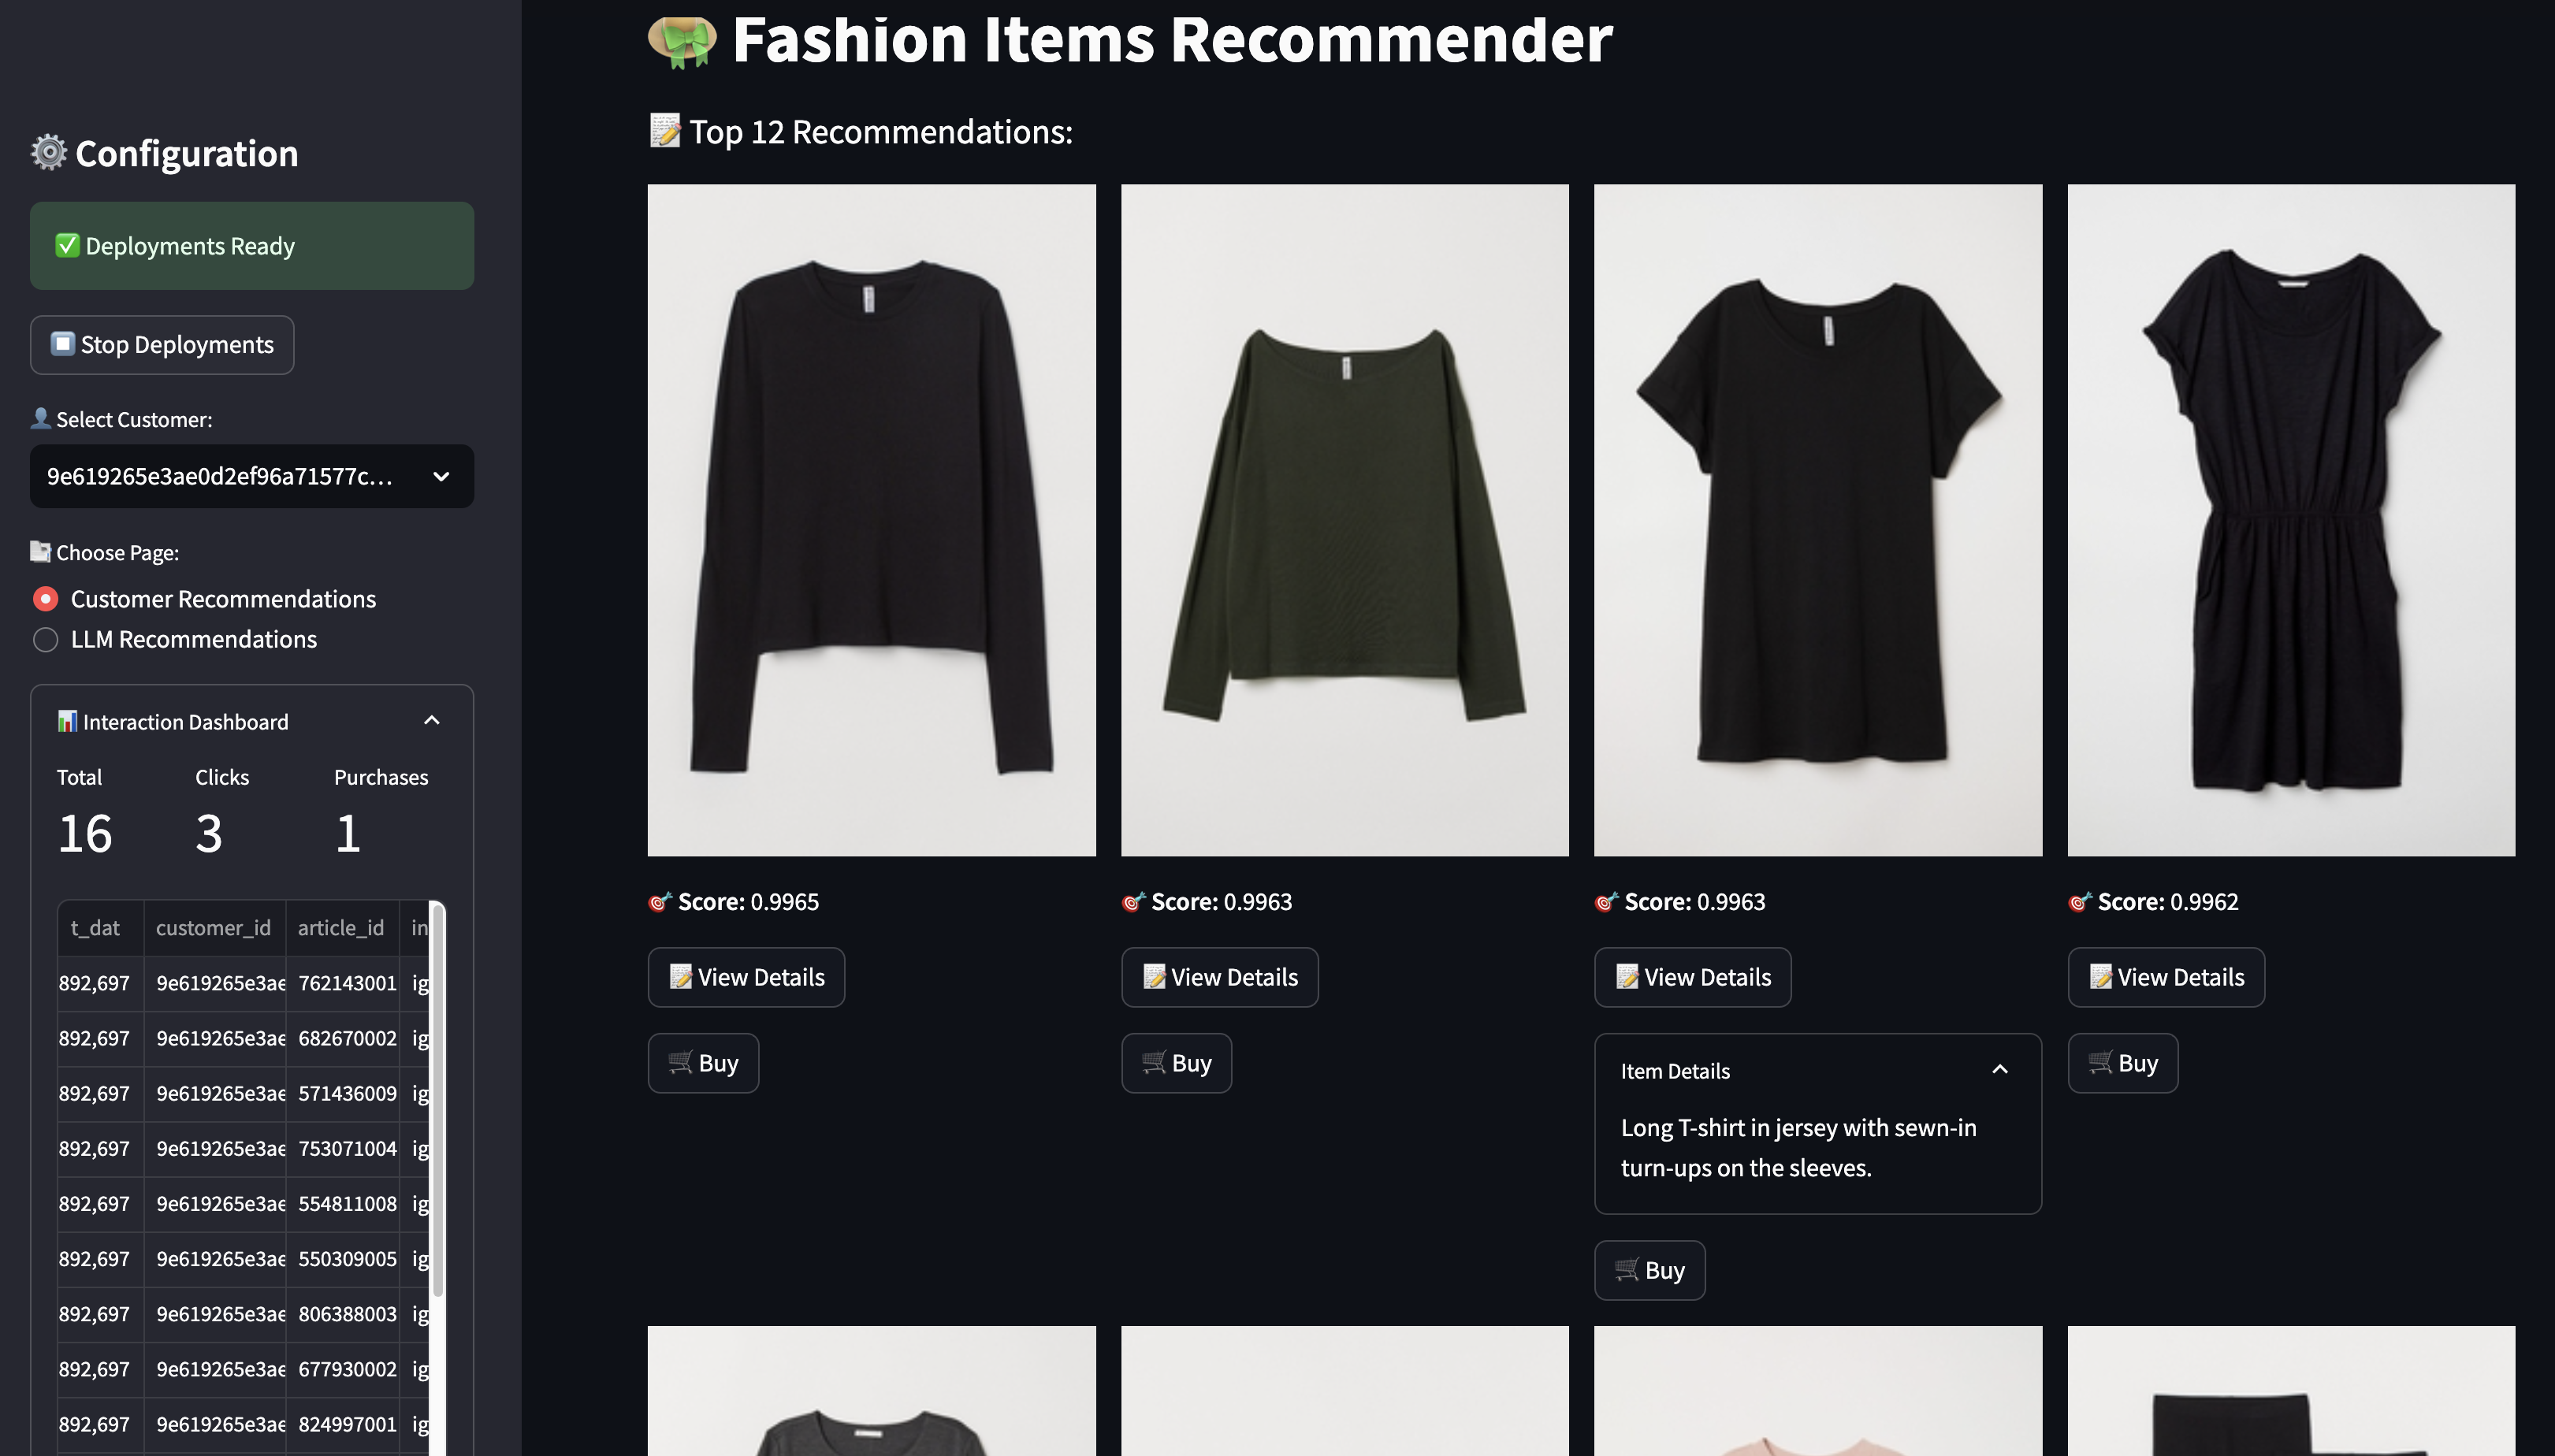 Configuration
Deployments Ready
Stop Deployments
Select Customer:
9e619265e3ae0d2ef96a71577c...
Choose Page:
Customer Recommendations
LLM Recommendations
Interaction Dashboard
Total Clicks Purchases
16 3 1
t_dat customer_id article_id in
892,697 9e619265e3ae 762143001 ig
892,697 9e619265e3ae 682670002 ig
892,697 9e619265e3ae 571436009 ig
892,697 9e619265e3ae 753071004 ig
892,697 9e619265e3ae 554811008 ig
892,697 9e619265e3ae 550309005 ig
892,697 9e619265e3ae 806388003 ig
892,697 9e619265e3ae 677930002 ig
892,697 9e619265e3ae 824997001 ig
Fashion Items Recommender
Top 12 Recommendations:
Score: 0.9965
View Details
Buy
Score: 0.9963
View Details
Buy
Score: 0.9963
View Details
Item Details
Long T-shirt in jersey with sewn-in
turn-ups on the sleeves.
Buy
Score: 0.9962
View Details
Buy